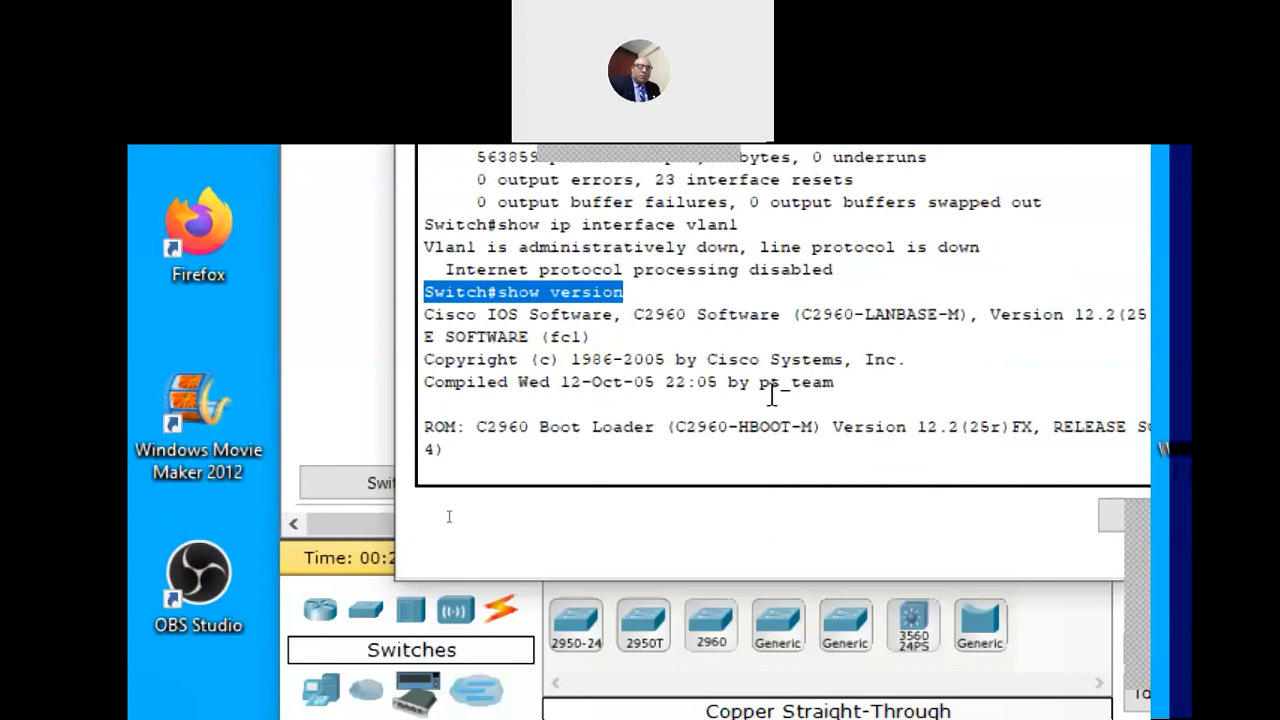 563859
bytes, 0 underruns
0 output errors, 23 interface resets
0 output buffer failures, 0 output buffers swapped out
Switch#show ip interface vlan1
Vlan1 is administratively down, line protocol is down
Internet protocol processing disabled
Switch#show version
Cisco IOS Software, C2960 Software (C2960-LANBASE-M), Version 12.2(25
E SOFTWARE (fc1)
Copyright (c) 1986-2005 by Cisco Systems, Inc.
Compiled Wed 12-Oct-05 22:05 by pt_team
ROM: C2960 Boot Loader (C2960-HBOOT-M) Version 12.2(25r)FX, RELEASE
4)
Firefox
Windows Movie
Maker 2012
OBS Studio
Swit
Time: 00:2
Switches
2950-24
2950T
2960
Generic
Generic
3560
24PS
Generic
Copper Straight-Through